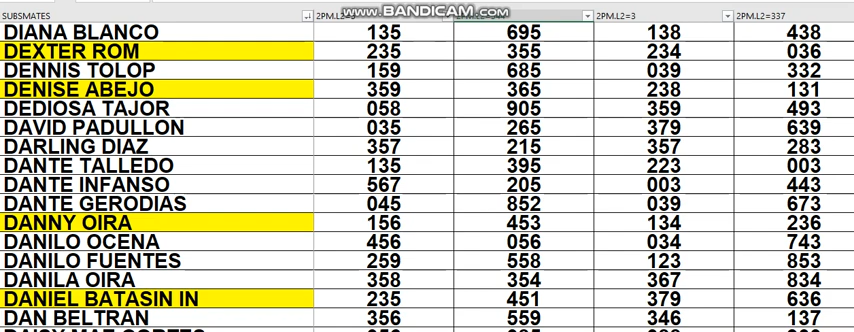 WWW.BANDICAM.COM
SUBSMATES 2PM.L2=3 2PM.L2=3
2PM.L2=337
DIANA BLANCO 135 695 138 438
DEXTER ROM 235 355 234 036
DENNIS TOLOP 159 685 039 332
DENISE ABEJO 359 365 238 131
DEDIOSA TAJOR 058 905 359 493
DAVID PADULLON 035 265 379 639
DARLING DIAZ 357 215 357 283
DANTE TALLEDO 135 395 223 003
DANTE INFANSO 567 205 003 443
DANTE GERODIAS 045 852 039 673
DANNY OIRA 156 453 134 236
DANILO OCENA 456 056 034 743
DANILO FUENTES 259 558 123 853
DANILA OIRA 358 354 367 834
DANIEL BATASIN IN 235 451 379 636
DAN BELTRAN 356 559 346 137